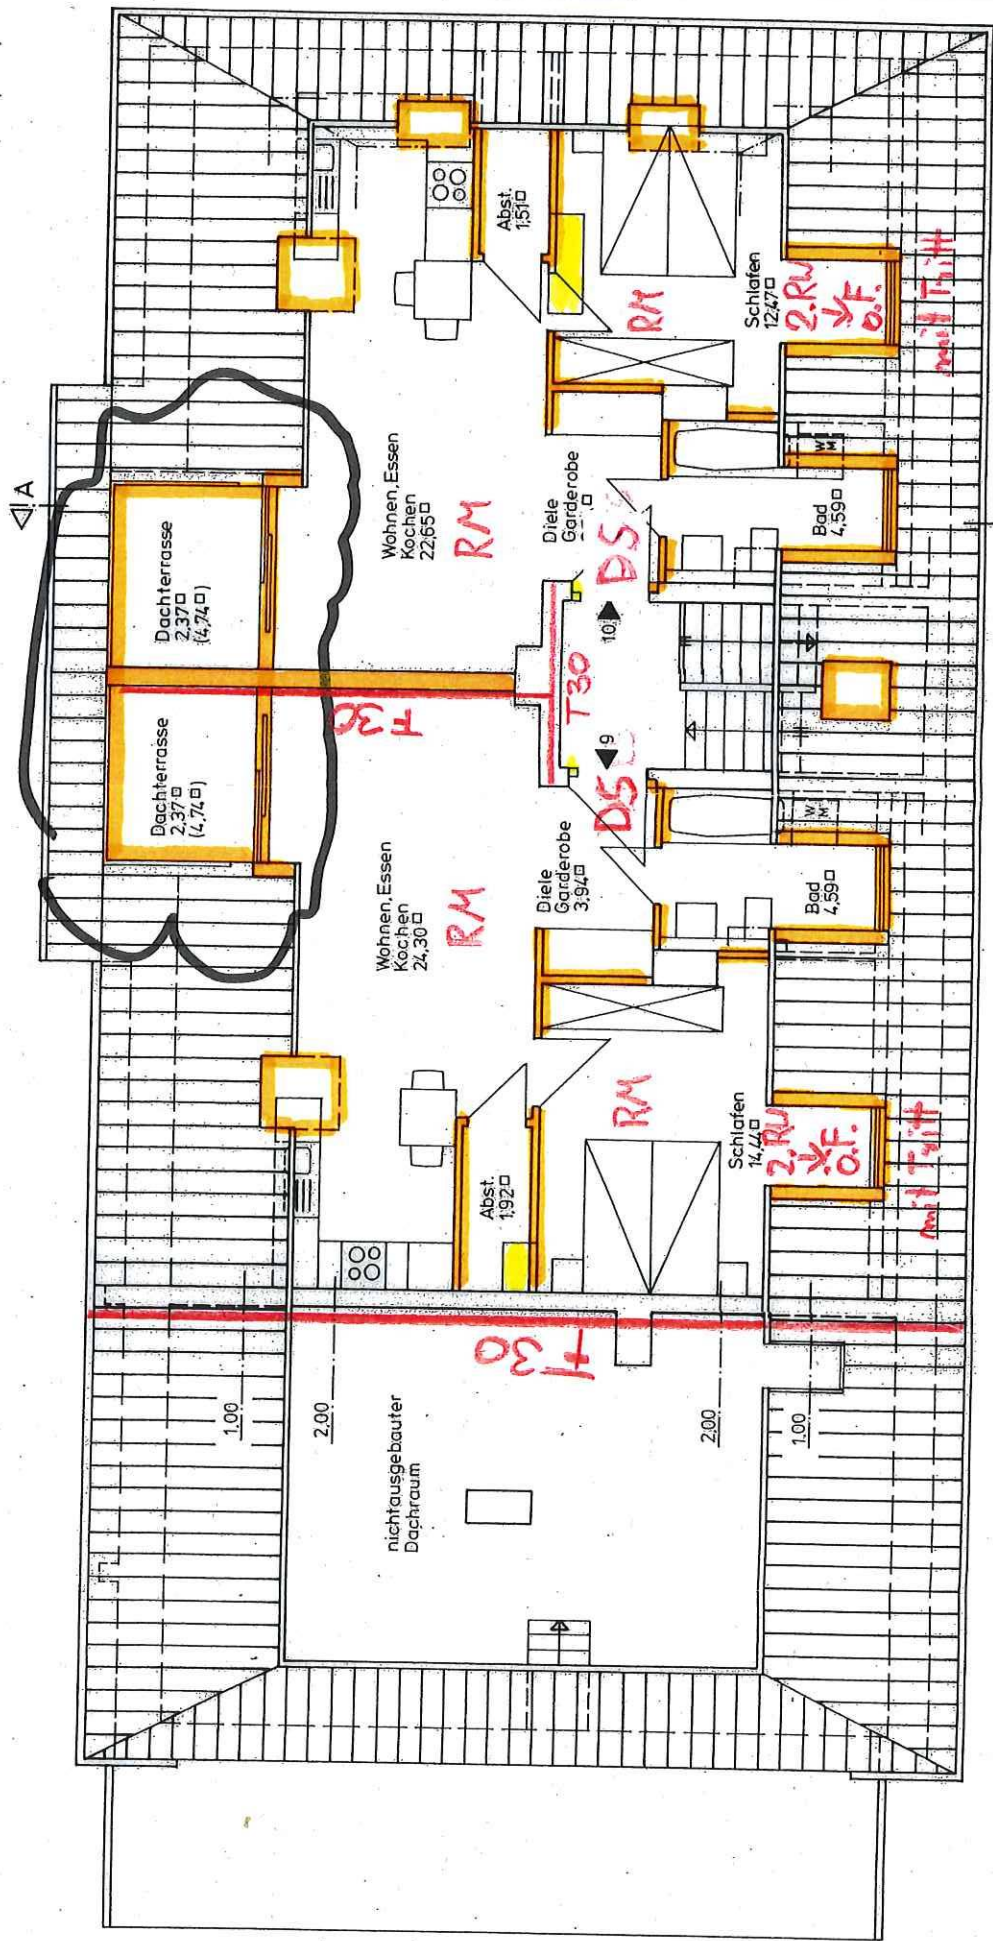 A
Dachterrasse
2,37
(4,74)
Dachterrasse
2,37
(4,74)
F30
Wohnen, Essen
Kochen
24,30
RM
Wohnen, Essen
Kochen
22,65
RM
Abst.
1,92
Abst.
1,51
Diele
Garderobe
3,94
DS
9
T30
10
Diele
Garderobe
DS
RM
RM
Schlafen
14,44
2.RW
O.F.
mit Tritt
Schlafen
12,47
2.RW
O.F.
mit Tritt
Bad
4,59
WM
Bad
4,59
WM
1,00
2,00
nichtausgebauter
Dachraum
2,00
1,00